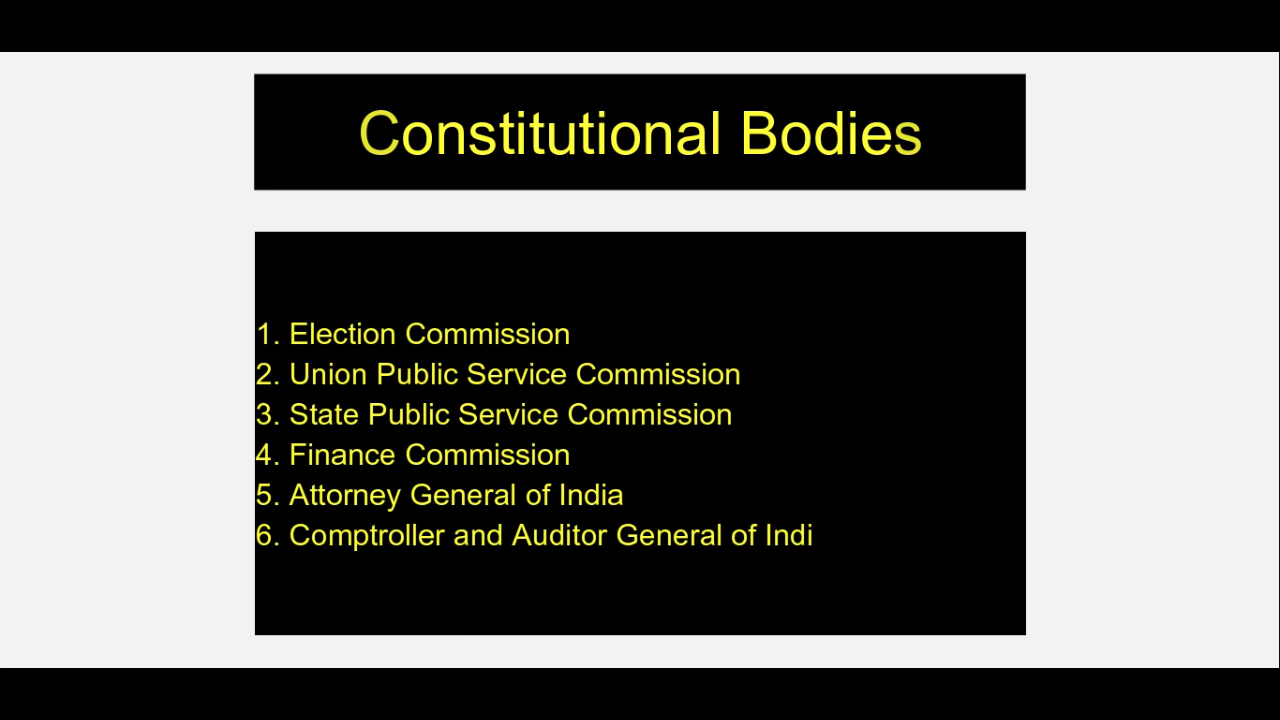 Constitutional Bodies
1. Election Commission
2. Union Public Service Commission
3. State Public Service Commission
4. Finance Commission
5. Attorney General of India
6. Comptroller and Auditor General of Indi